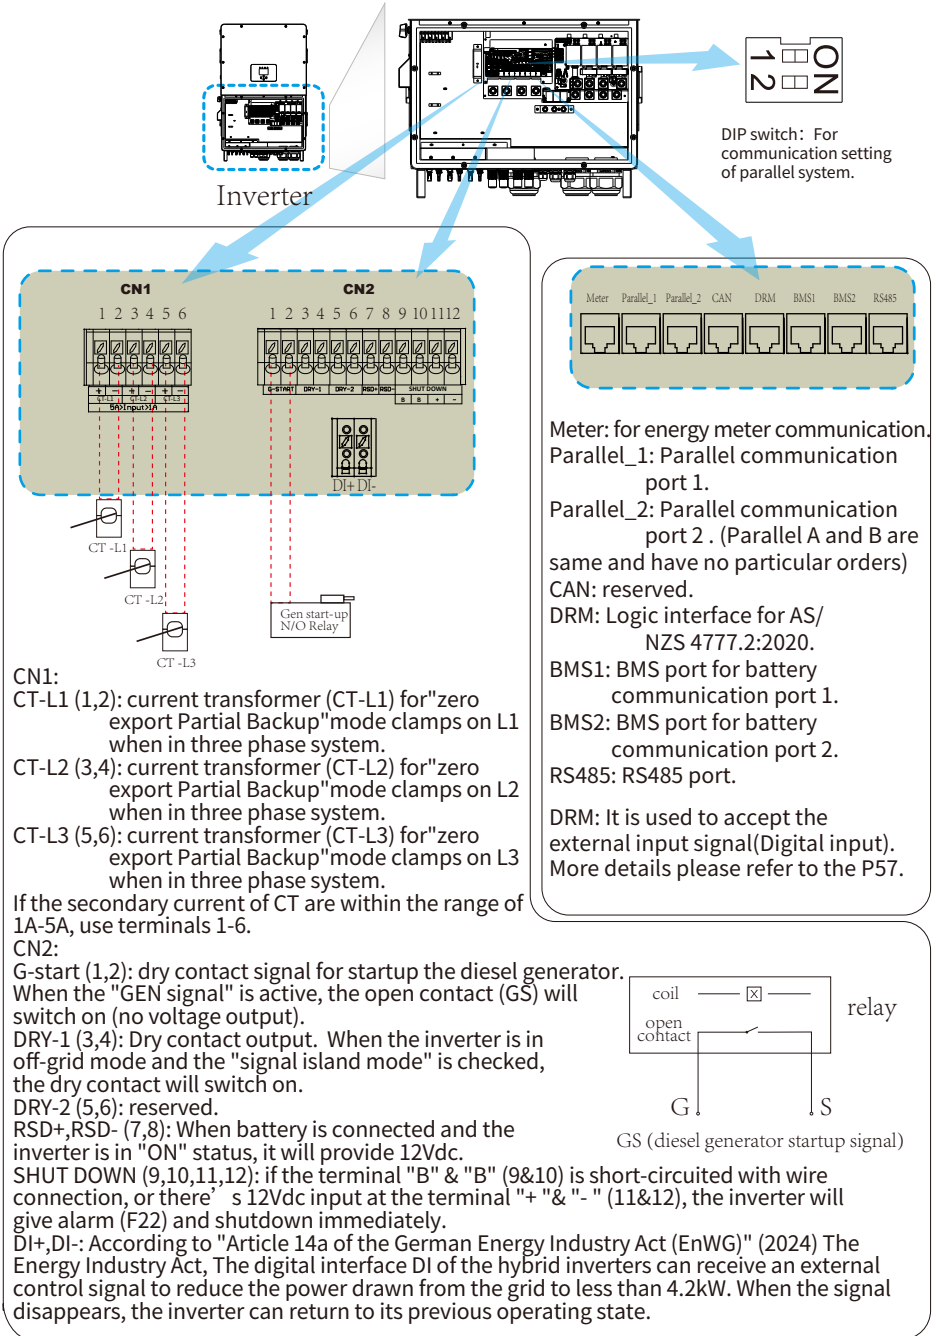 Inverter
1 2
ON
DIP switch： For
communication setting
of parallel system.
CN1
1 2 3 4 5 6
+ − + − + −
CT-L1 CT-L2 CT-L3
5A>Input>1A
CN2
1 2 3 4 5 6 7 8 9 10 11 12
G-START DRY-1 DRY-2 RSD+ RSD- SHUT DOWN
B B + −
DI+ DI-
CT -L1
CT -L2
CT -L3
Gen start-up
N/O Relay
Meter Parallel_1 Parallel_2 CAN DRM BMS1 BMS2 RS485
Meter: for energy meter communication.
Parallel_1: Parallel communication
port 1.
Parallel_2: Parallel communication
port 2 . (Parallel A and B are
same and have no particular orders)
CAN: reserved.
DRM: Logic interface for AS/
NZS 4777.2:2020.
BMS1: BMS port for battery
communication port 1.
BMS2: BMS port for battery
communication port 2.
RS485: RS485 port.
DRM: It is used to accept the
external input signal(Digital input).
More details please refer to the P57.
CN1:
CT-L1 (1,2): current transformer (CT-L1) for"zero
export Partial Backup"mode clamps on L1
when in three phase system.
CT-L2 (3,4): current transformer (CT-L2) for"zero
export Partial Backup"mode clamps on L2
when in three phase system.
CT-L3 (5,6): current transformer (CT-L3) for"zero
export Partial Backup"mode clamps on L3
when in three phase system.
If the secondary current of CT are within the range of
1A-5A, use terminals 1-6.
CN2:
G-start (1,2): dry contact signal for startup the diesel generator.
When the "GEN signal" is active, the open contact (GS) will
switch on (no voltage output).
DRY-1 (3,4): Dry contact output. When the inverter is in
off-grid mode and the "signal island mode" is checked,
the dry contact will switch on.
DRY-2 (5,6): reserved.
RSD+,RSD- (7,8): When battery is connected and the
inverter is in "ON" status, it will provide 12Vdc.
SHUT DOWN (9,10,11,12): if the terminal "B" & "B" (9&10) is short-circuited with wire
connection, or there’ s 12Vdc input at the terminal "+ "& "- " (11&12), the inverter will
give alarm (F22) and shutdown immediately.
DI+,DI-: According to "Article 14a of the German Energy Industry Act (EnWG)" (2024) The
Energy Industry Act, The digital interface DI of the hybrid inverters can receive an external
control signal to reduce the power drawn from the grid to less than 4.2kW. When the signal
disappears, the inverter can return to its previous operating state.
coil
x
open
contact
relay
G
S
GS (diesel generator startup signal)